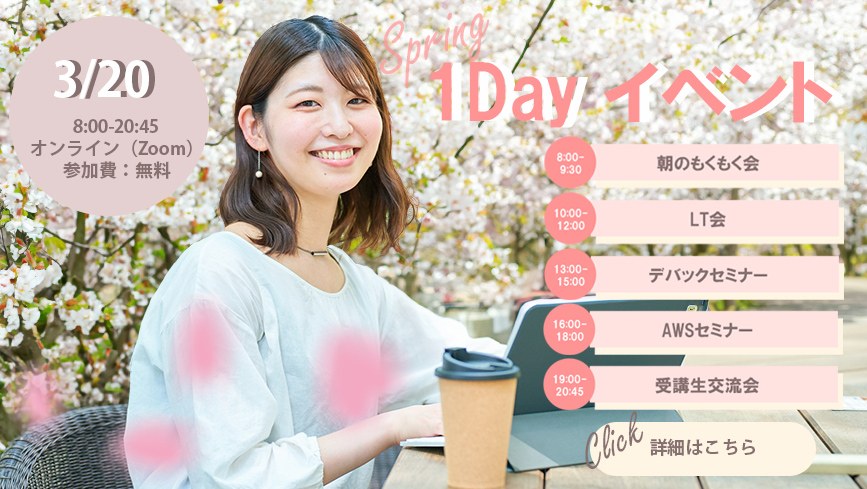 3/20
8:00-20:45
オンライン（Zoom）
参加費：無料
Spring
1Day イベント
8:00-
9:30
朝のもくもく会
10:00-
12:00
LT会
13:00-
15:00
デバックセミナー
16:00-
18:00
AWSセミナー
19:00-
20:45
受講生交流会
Click
詳細はこちら